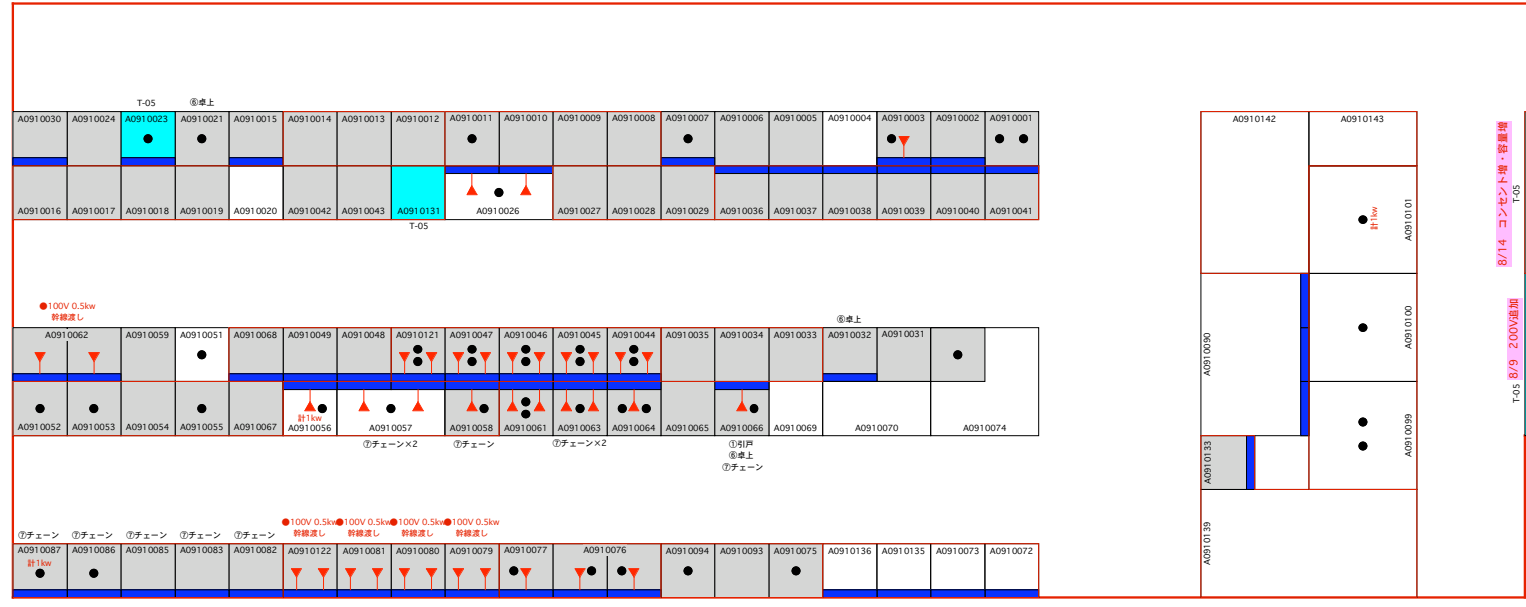 T-05 ⑥卓上
A0910030 A0910024 A0910023 A0910021 A0910015 A0910014 A0910013 A0910012 A0910011 A0910010 A0910009 A0910008 A0910007 A0910006 A0910005 A0910004 A0910003 A0910002 A0910001
A0910016 A0910017 A0910018 A0910019 A0910020 A0910042 A0910043 A0910131 A0910026 A0910027 A0910028 A0910029 A0910036 A0910037 A0910038 A0910039 A0910040 A0910041
T-05
●100V 0.5kw
幹線渡し
⑥卓上
A0910062 A0910059 A0910051 A0910068 A0910049 A0910048 A0910121 A0910047 A0910046 A0910045 A0910044 A0910035 A0910034 A0910033 A0910032 A0910031
計1kw
A0910052 A0910053 A0910054 A0910055 A0910067 A0910056 A0910057 A0910058 A0910061 A0910063 A0910064 A0910065 A0910066 A0910069 A0910070 A0910074
⑦チェーン×2 ⑦チェーン ⑦チェーン×2 ①引戸
⑥卓上
⑦チェーン
●100V 0.5kw ●100V 0.5kw ●100V 0.5kw ●100V 0.5kw
幹線渡し 幹線渡し 幹線渡し 幹線渡し
⑦チェーン ⑦チェーン ⑦チェーン ⑦チェーン ⑦チェーン
A0910087 A0910086 A0910085 A0910083 A0910082 A0910122 A0910081 A0910080 A0910079 A0910077 A0910076 A0910094 A0910093 A0910075 A0910136 A0910135 A0910073 A0910072
計1kw
A0910142 A0910143
計1kw
A0910101
A0910090
A0910100
A0910099
A0910133
A0910139
8/14 コンセント増・容量増
T-05
8/9 200V追加
T-05